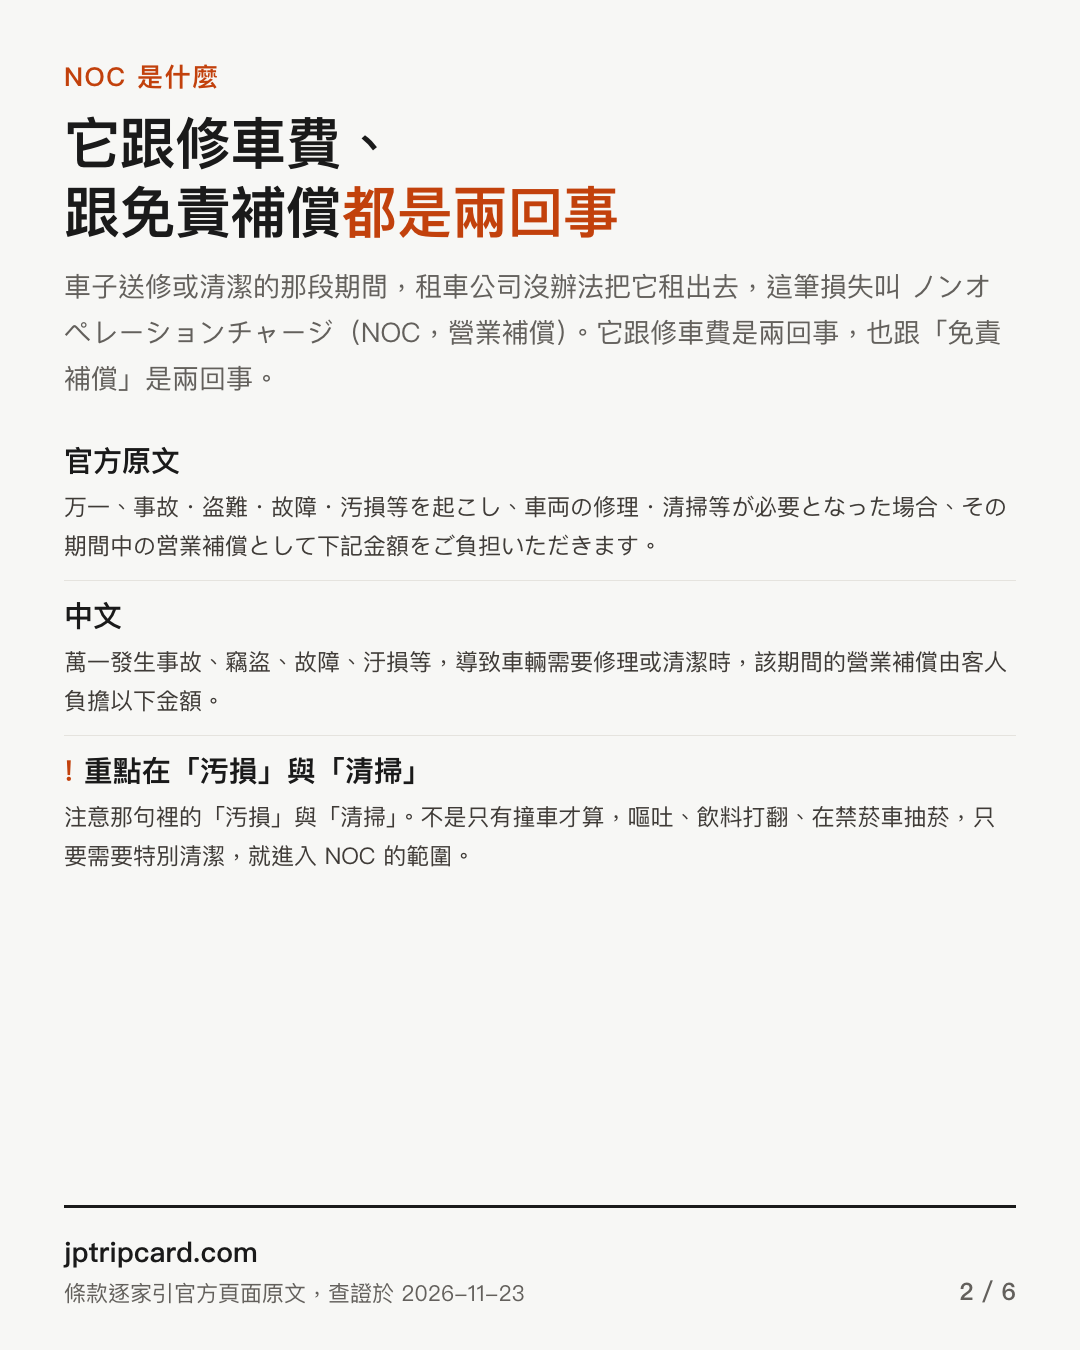 NOC 是什麼
它跟修車費、
跟免責補償都是兩回事
車子送修或清潔的那段期間，租車公司沒辦法把它租出去，這筆損失叫 ノンオ
ペレーションチャージ（NOC，營業補償）。它跟修車費是兩回事，也跟「免責
補償」是兩回事。
官方原文
万一、事故・盗難・故障・汚損等を起こし、車両の修理・清掃等が必要となった場合、その
期間中の営業補償として下記金額をご負担いただきます。
中文
萬一發生事故、竊盜、故障、汙損等，導致車輛需要修理或清潔時，該期間的營業補償由客人
負擔以下金額。
! 重點在「汚損」與「清掃」
注意那句裡的「汚損」與「清掃」。不是只有撞車才算，嘔吐、飲料打翻、在禁菸車抽菸，只
要需要特別清潔，就進入 NOC 的範圍。
jptripcard.com
條款逐家引官方頁面原文，查證於 2026-11-23
2 / 6